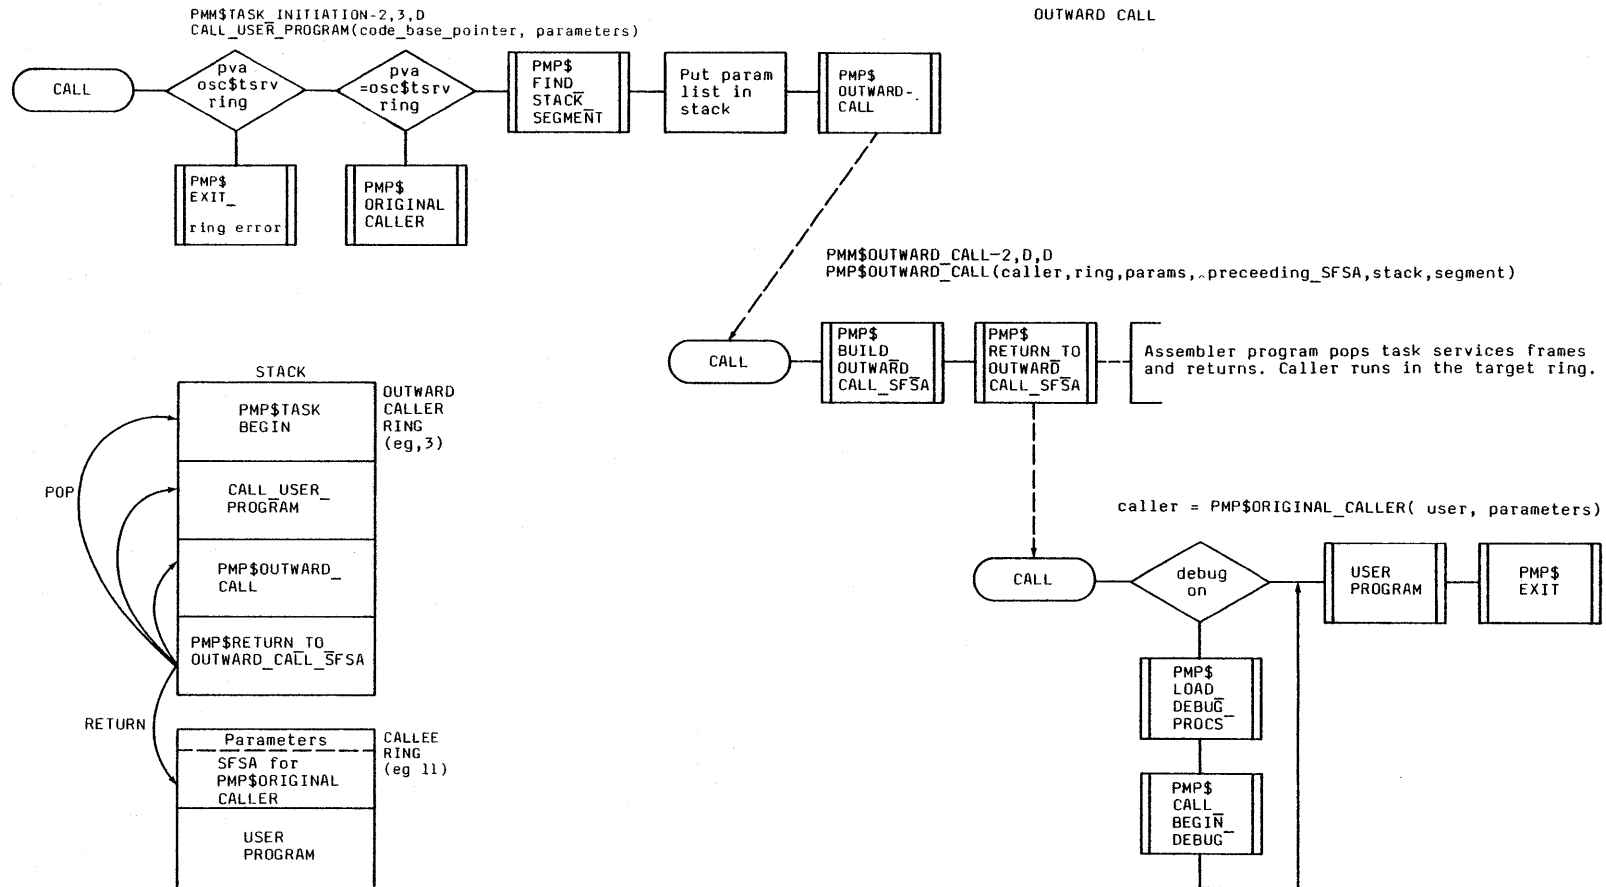 PMM$TASK_INITIATION-2,3,D
CALL_USER_PROGRAM(code_base_pointer, parameters)
OUTWARD CALL
CALL
pva
osc$tsrv
ring
pva
=osc$tsrv
ring
PMP$
FIND_
STACK_
SEGMENT
Put param
list in
stack
PMP$
OUTWARD-
CALL
PMP$
EXIT_
ring error
PMP$
ORIGINAL
CALLER
PMM$OUTWARD_CALL-2,D,D
PMP$OUTWARD_CALL(caller,ring,params,^preceeding_SFSA,stack,segment)
CALL
PMP$
BUILD_
OUTWARD_
CALL_SFSA
PMP$
RETURN_TO_
OUTWARD_
CALL_SFSA
Assembler program pops task services frames
and returns. Caller runs in the target ring.
STACK
PMP$TASK
BEGIN
OUTWARD
CALLER
RING
(eg,3)
POP
CALL_USER_
PROGRAM
PMP$OUTWARD_
CALL
PMP$RETURN_TO_
OUTWARD_CALL_SFSA
RETURN
Parameters
SFSA for
PMP$ORIGINAL
CALLER
CALLEE
RING
(eg 11)
USER
PROGRAM
caller = PMP$ORIGINAL_CALLER( user, parameters)
CALL
debug
on
USER
PROGRAM
PMP$
EXIT
PMP$
LOAD_
DEBUG_
PROCS
PMP$
CALL_
BEGIN_
DEBUG